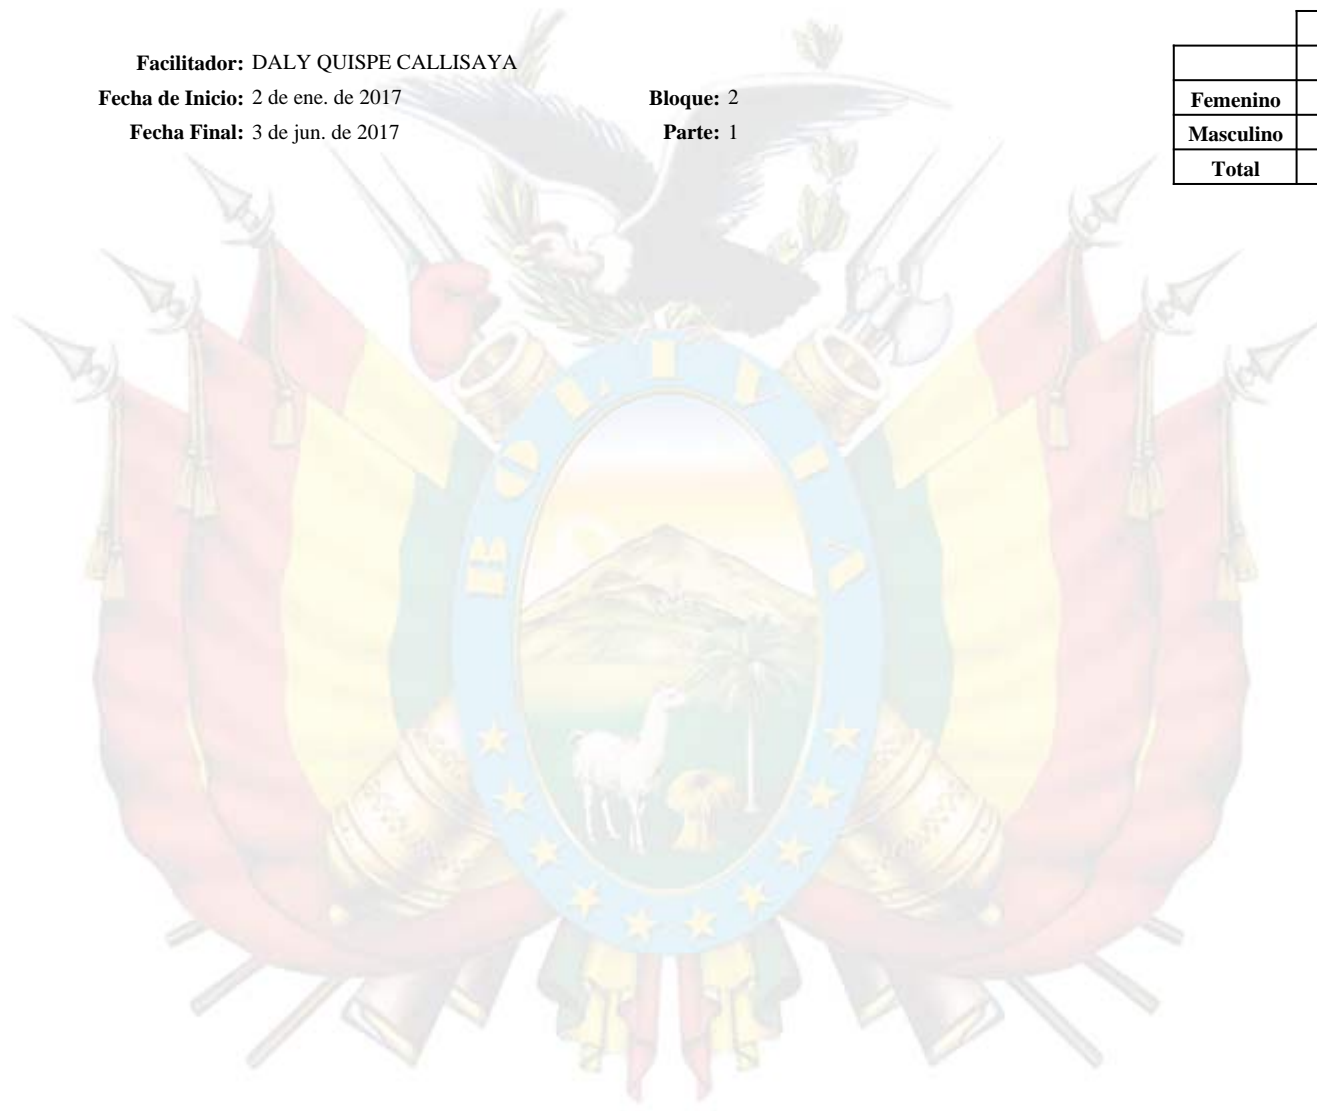 Facilitador: DALY QUISPE CALLISAYA
Fecha de Inicio: 2 de ene. de 2017 Bloque: 2
Fecha Final: 3 de jun. de 2017 Parte: 1
Femenino
Masculino
Total
BOLIVIA